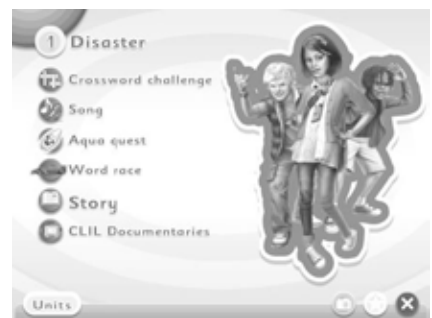 1 Disaster
Crossword challenge
Song
Aqua quest
Word race
Story
CLIL Documentaries
Units